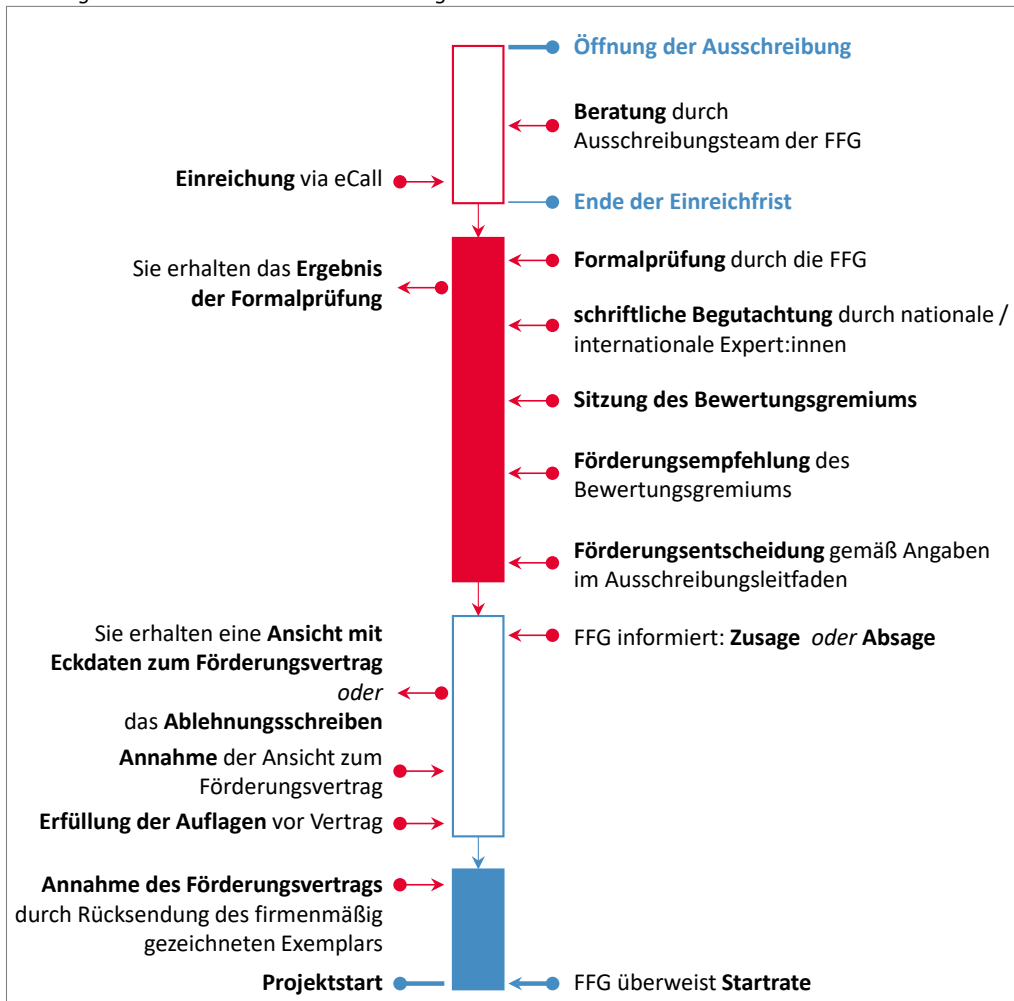 Öffnung der Ausschreibung
Beratung durch
Ausschreibungsteam der FFG
Einreichung via eCall
Ende der Einreichfrist
Formalprüfung durch die FFG
Sie erhalten das Ergebnis
der Formalprüfung
schriftliche Begutachtung durch nationale /
internationale Expert:innen
Sitzung des Bewertungsgremiums
Förderungsempfehlung des
Bewertungsgremiums
Förderungsentscheidung gemäß Angaben
im Ausschreibungsleitfaden
FFG informiert: Zusage oder Absage
Sie erhalten eine Ansicht mit
Eckdaten zum Förderungsvertrag
oder
das Ablehnungsschreiben
Annahme der Ansicht zum
Förderungsvertrag
Erfüllung der Auflagen vor Vertrag
Annahme des Förderungsvertrags
durch Rücksendung des firmenmäßig
gezeichneten Exemplars
Projektstart
FFG überweist Startrate